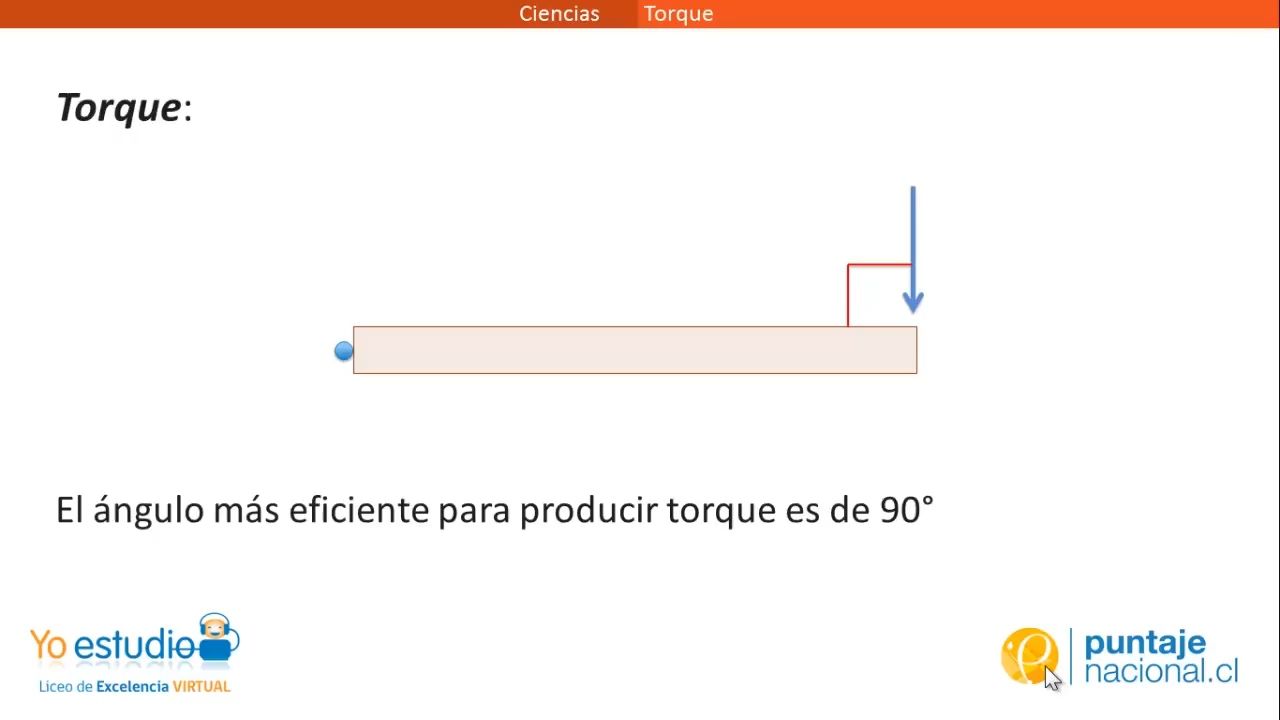 Ciencias Torque
Torque:
El ángulo más eficiente para producir torque es de 90°
Yo estudio
Liceo de Excelencia VIRTUAL
puntaje
nacional.cl